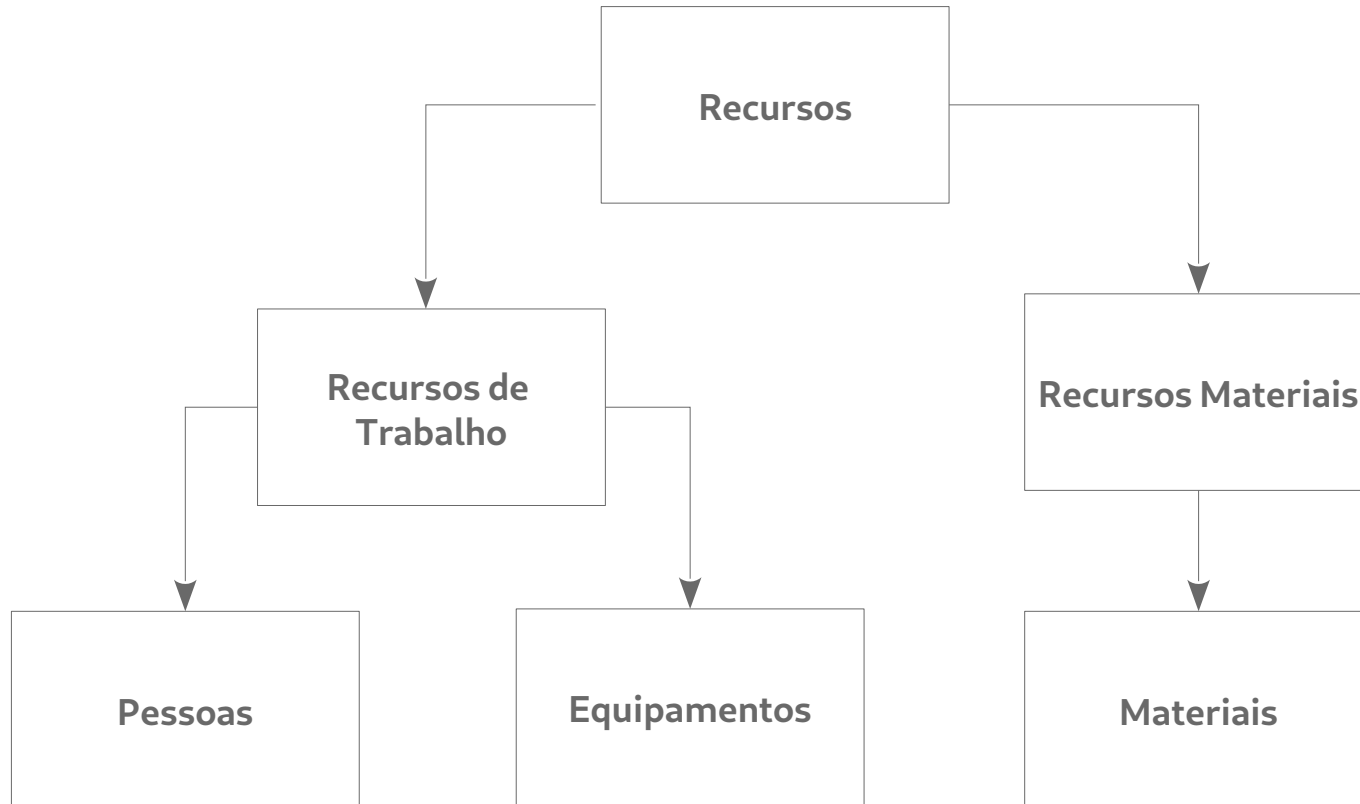 Recursos
Recursos de
Trabalho
Recursos Materiais
Pessoas
Equipamentos
Materiais